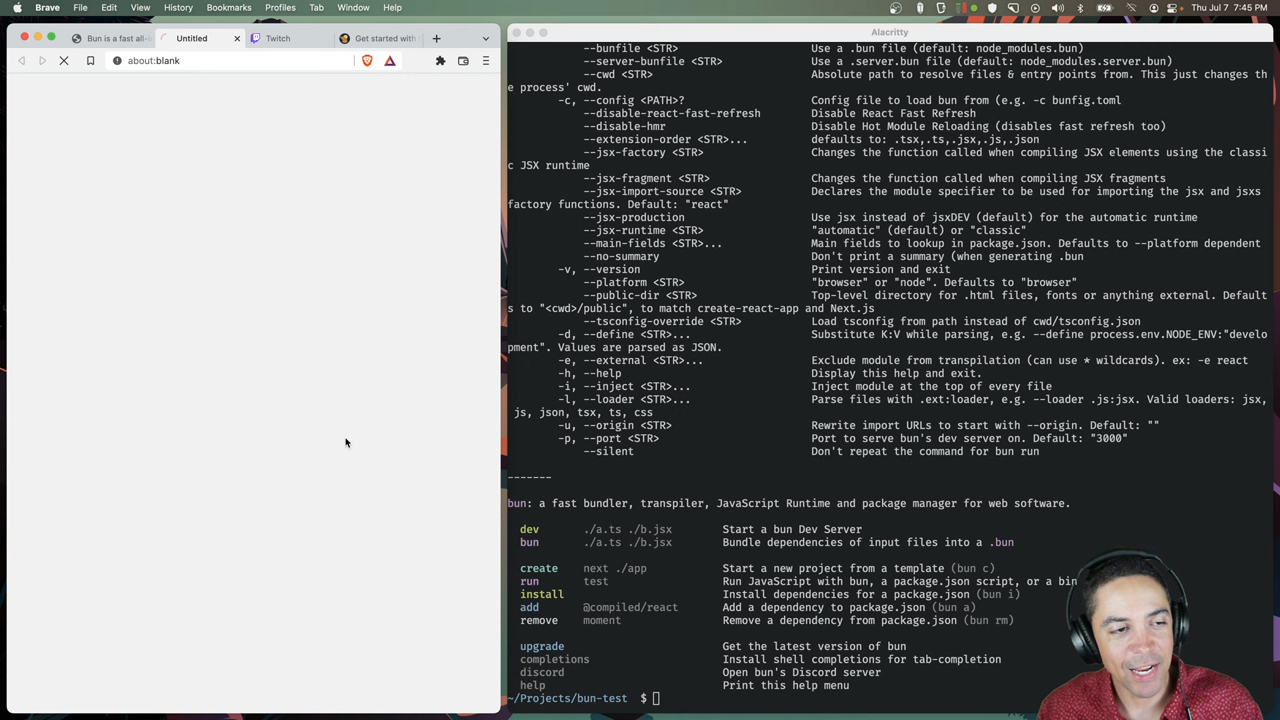 Brave File Edit View History Bookmarks Profiles Tab Window Help
Thu Jul 7 7:45 PM
Bun is a fast all-i
Untitled
Twitch
Get started with
about:blank
Alacritty
--bunfile <STR> Use a .bun file (default: node_modules.bun)
--server-bunfile <STR> Use a .server.bun file (default: node_modules.server.bun)
--cwd <STR> Absolute path to resolve files & entry points from. This just changes th
e process' cwd.
-c, --config <PATH>? Config file to load bun from (e.g. -c bunfig.toml
--disable-react-fast-refresh Disable React Fast Refresh
--disable-hmr Disable Hot Module Reloading (disables fast refresh too)
--extension-order <STR>... defaults to: .tsx,.ts,.jsx,.js,.json
--jsx-factory <STR> Changes the function called when compiling JSX elements using the classi
c JSX runtime
--jsx-fragment <STR> Changes the function called when compiling JSX fragments
--jsx-import-source <STR> Declares the module specifier to be used for importing the jsx and jsxs
factory functions. Default: "react"
--jsx-production Use jsx instead of jsxDEV (default) for the automatic runtime
--jsx-runtime <STR> "automatic" (default) or "classic"
--main-fields <STR>... Main fields to lookup in package.json. Defaults to --platform dependent
--no-summary Don't print a summary (when generating .bun
-v, --version Print version and exit
--platform <STR> "browser" or "node". Defaults to "browser"
--public-dir <STR> Top-level directory for .html files, fonts or anything external. Default
s to "<cwd>/public", to match create-react-app and Next.js
--tsconfig-override <STR> Load tsconfig from path instead of cwd/tsconfig.json
-d, --define <STR>... Substitute K:V while parsing, e.g. --define process.env.NODE_ENV:"develo
pment". Values are parsed as JSON.
-e, --external <STR>... Exclude module from transpilation (can use * wildcards). ex: -e react
-h, --help Display this help and exit.
-i, --inject <STR>... Inject module at the top of every file
-l, --loader <STR>... Parse files with .ext:loader, e.g. --loader .js:jsx. Valid loaders: jsx,
js, json, tsx, ts, css
-u, --origin <STR> Rewrite import URLs to start with --origin. Default: ""
-p, --port <STR> Port to serve bun's dev server on. Default: "3000"
--silent Don't repeat the command for bun run
-------
bun: a fast bundler, transpiler, JavaScript Runtime and package manager for web software.
dev ./a.ts ./b.jsx Start a bun Dev Server
bun ./a.ts ./b.jsx Bundle dependencies of input files into a .bun
create next ./app Start a new project from a template (bun c)
run test Run JavaScript with bun, a package.json script, or a bin
install Install dependencies for a package.json (bun i)
add @compiled/react Add a dependency to package.json (bun a)
remove moment Remove a dependency from package.json (bun rm)
upgrade Get the latest version of bun
completions Install shell completions for tab-completion
discord Open bun's Discord server
help Print this help menu
~/Projects/bun-test $